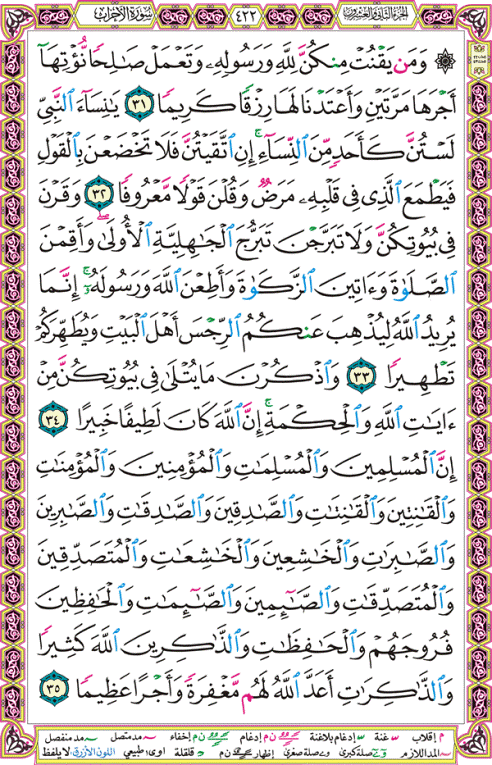 الجزء الثاني والعشرون ٤٢٢ سورة الأحزاب
۞ وَمَن يَقْنُتْ مِنكُنَّ لِلَّهِ وَرَسُولِهِۦ وَتَعْمَلْ صَٰلِحًا نُّؤْتِهَآ
أَجْرَهَا مَرَّتَيْنِ وَأَعْتَدْنَا لَهَا رِزْقًا كَرِيمًا ٣١ يَٰنِسَآءَ ٱلنَّبِىِّ
لَسْتُنَّ كَأَحَدٍ مِّنَ ٱلنِّسَآءِ ۚ إِنِ ٱتَّقَيْتُنَّ فَلَا تَخْضَعْنَ بِٱلْقَوْلِ
فَيَطْمَعَ ٱلَّذِى فِى قَلْبِهِۦ مَرَضٌ وَقُلْنَ قَوْلًا مَّعْرُوفًا ٣٢ وَقَرْنَ
فِى بُيُوتِكُنَّ وَلَا تَبَرَّجْنَ تَبَرُّجَ ٱلْجَٰهِلِيَّةِ ٱلْأُولَىٰ ۖ وَأَقِمْنَ
ٱلصَّلَوٰةَ وَءَاتِينَ ٱلزَّكَوٰةَ وَأَطِعْنَ ٱللَّهَ وَرَسُولَهُۥٓ ۚ إِنَّمَا
يُرِيدُ ٱللَّهُ لِيُذْهِبَ عَنكُمُ ٱلرِّجْسَ أَهْلَ ٱلْبَيْتِ وَيُطَهِّرَكُمْ
تَطْهِيرًا ٣٣ وَٱذْكُرْنَ مَا يُتْلَىٰ فِى بُيُوتِكُنَّ مِنْ
ءَايَٰتِ ٱللَّهِ وَٱلْحِكْمَةِ ۚ إِنَّ ٱللَّهَ كَانَ لَطِيفًا خَبِيرًا ٣٤
إِنَّ ٱلْمُسْلِمِينَ وَٱلْمُسْلِمَٰتِ وَٱلْمُؤْمِنِينَ وَٱلْمُؤْمِنَٰتِ
وَٱلْقَٰنِتِينَ وَٱلْقَٰنِتَٰتِ وَٱلصَّٰدِقِينَ وَٱلصَّٰدِقَٰتِ وَٱلصَّٰبِرِينَ
وَٱلصَّٰبِرَٰتِ وَٱلْخَٰشِعِينَ وَٱلْخَٰشِعَٰتِ وَٱلْمُتَصَدِّقِينَ
وَٱلْمُتَصَدِّقَٰتِ وَٱلصَّٰٓئِمِينَ وَٱلصَّٰٓئِمَٰتِ وَٱلْحَٰفِظِينَ
فُرُوجَهُمْ وَٱلْحَٰفِظَٰتِ وَٱلذَّٰكِرِينَ ٱللَّهَ كَثِيرًا
وَٱلذَّٰكِرَٰتِ أَعَدَّ ٱللَّهُ لَهُم مَّغْفِرَةً وَأَجْرًا عَظِيمًا ٣٥
م إقلاب غنة إدغام بلاغنة ن م إدغام ن م إخفاء مد متصل مد منفصل
المد اللازم صلة كبرى صلة صغرى إظهار ن م قلقلة ا و ى: طبيعي اللون الأزرق: لا يلفظ